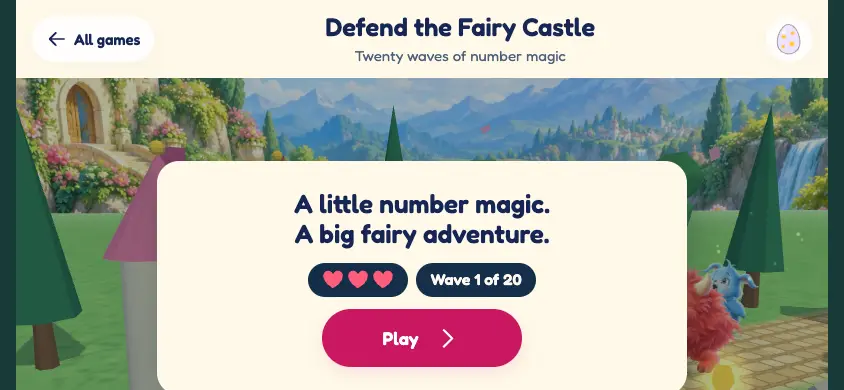 All games
Defend the Fairy Castle
Twenty waves of number magic
A little number magic.
A big fairy adventure.
Wave 1 of 20
Play